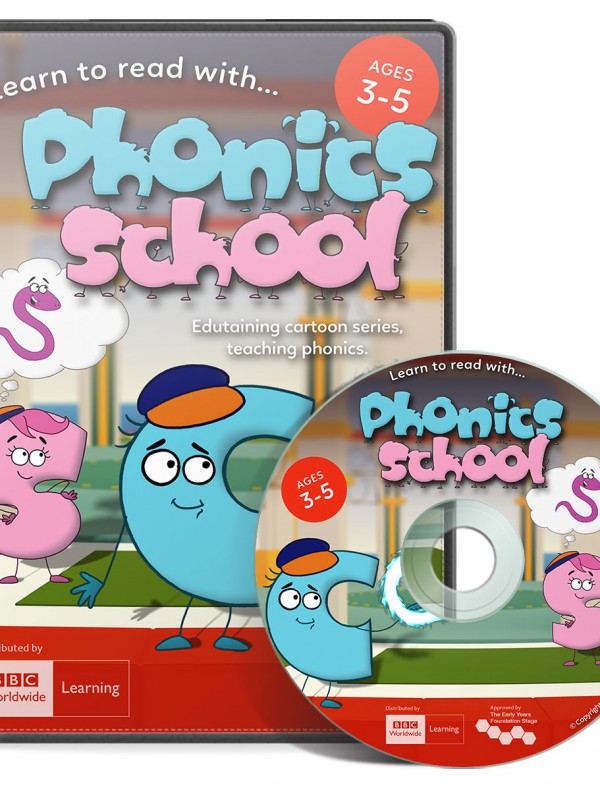 Learn to read with...
AGES
3-5
Phonics
School
Edutaining cartoon series,
teaching phonics.
ibuted by
BBC
Worldwide
Learning
Learn to read with...
Phonics
School
AGES
3-5
Distributed by
BBC
Worldwide
Learning
Approved by
The Early Years
Foundation Stage
© Copyright